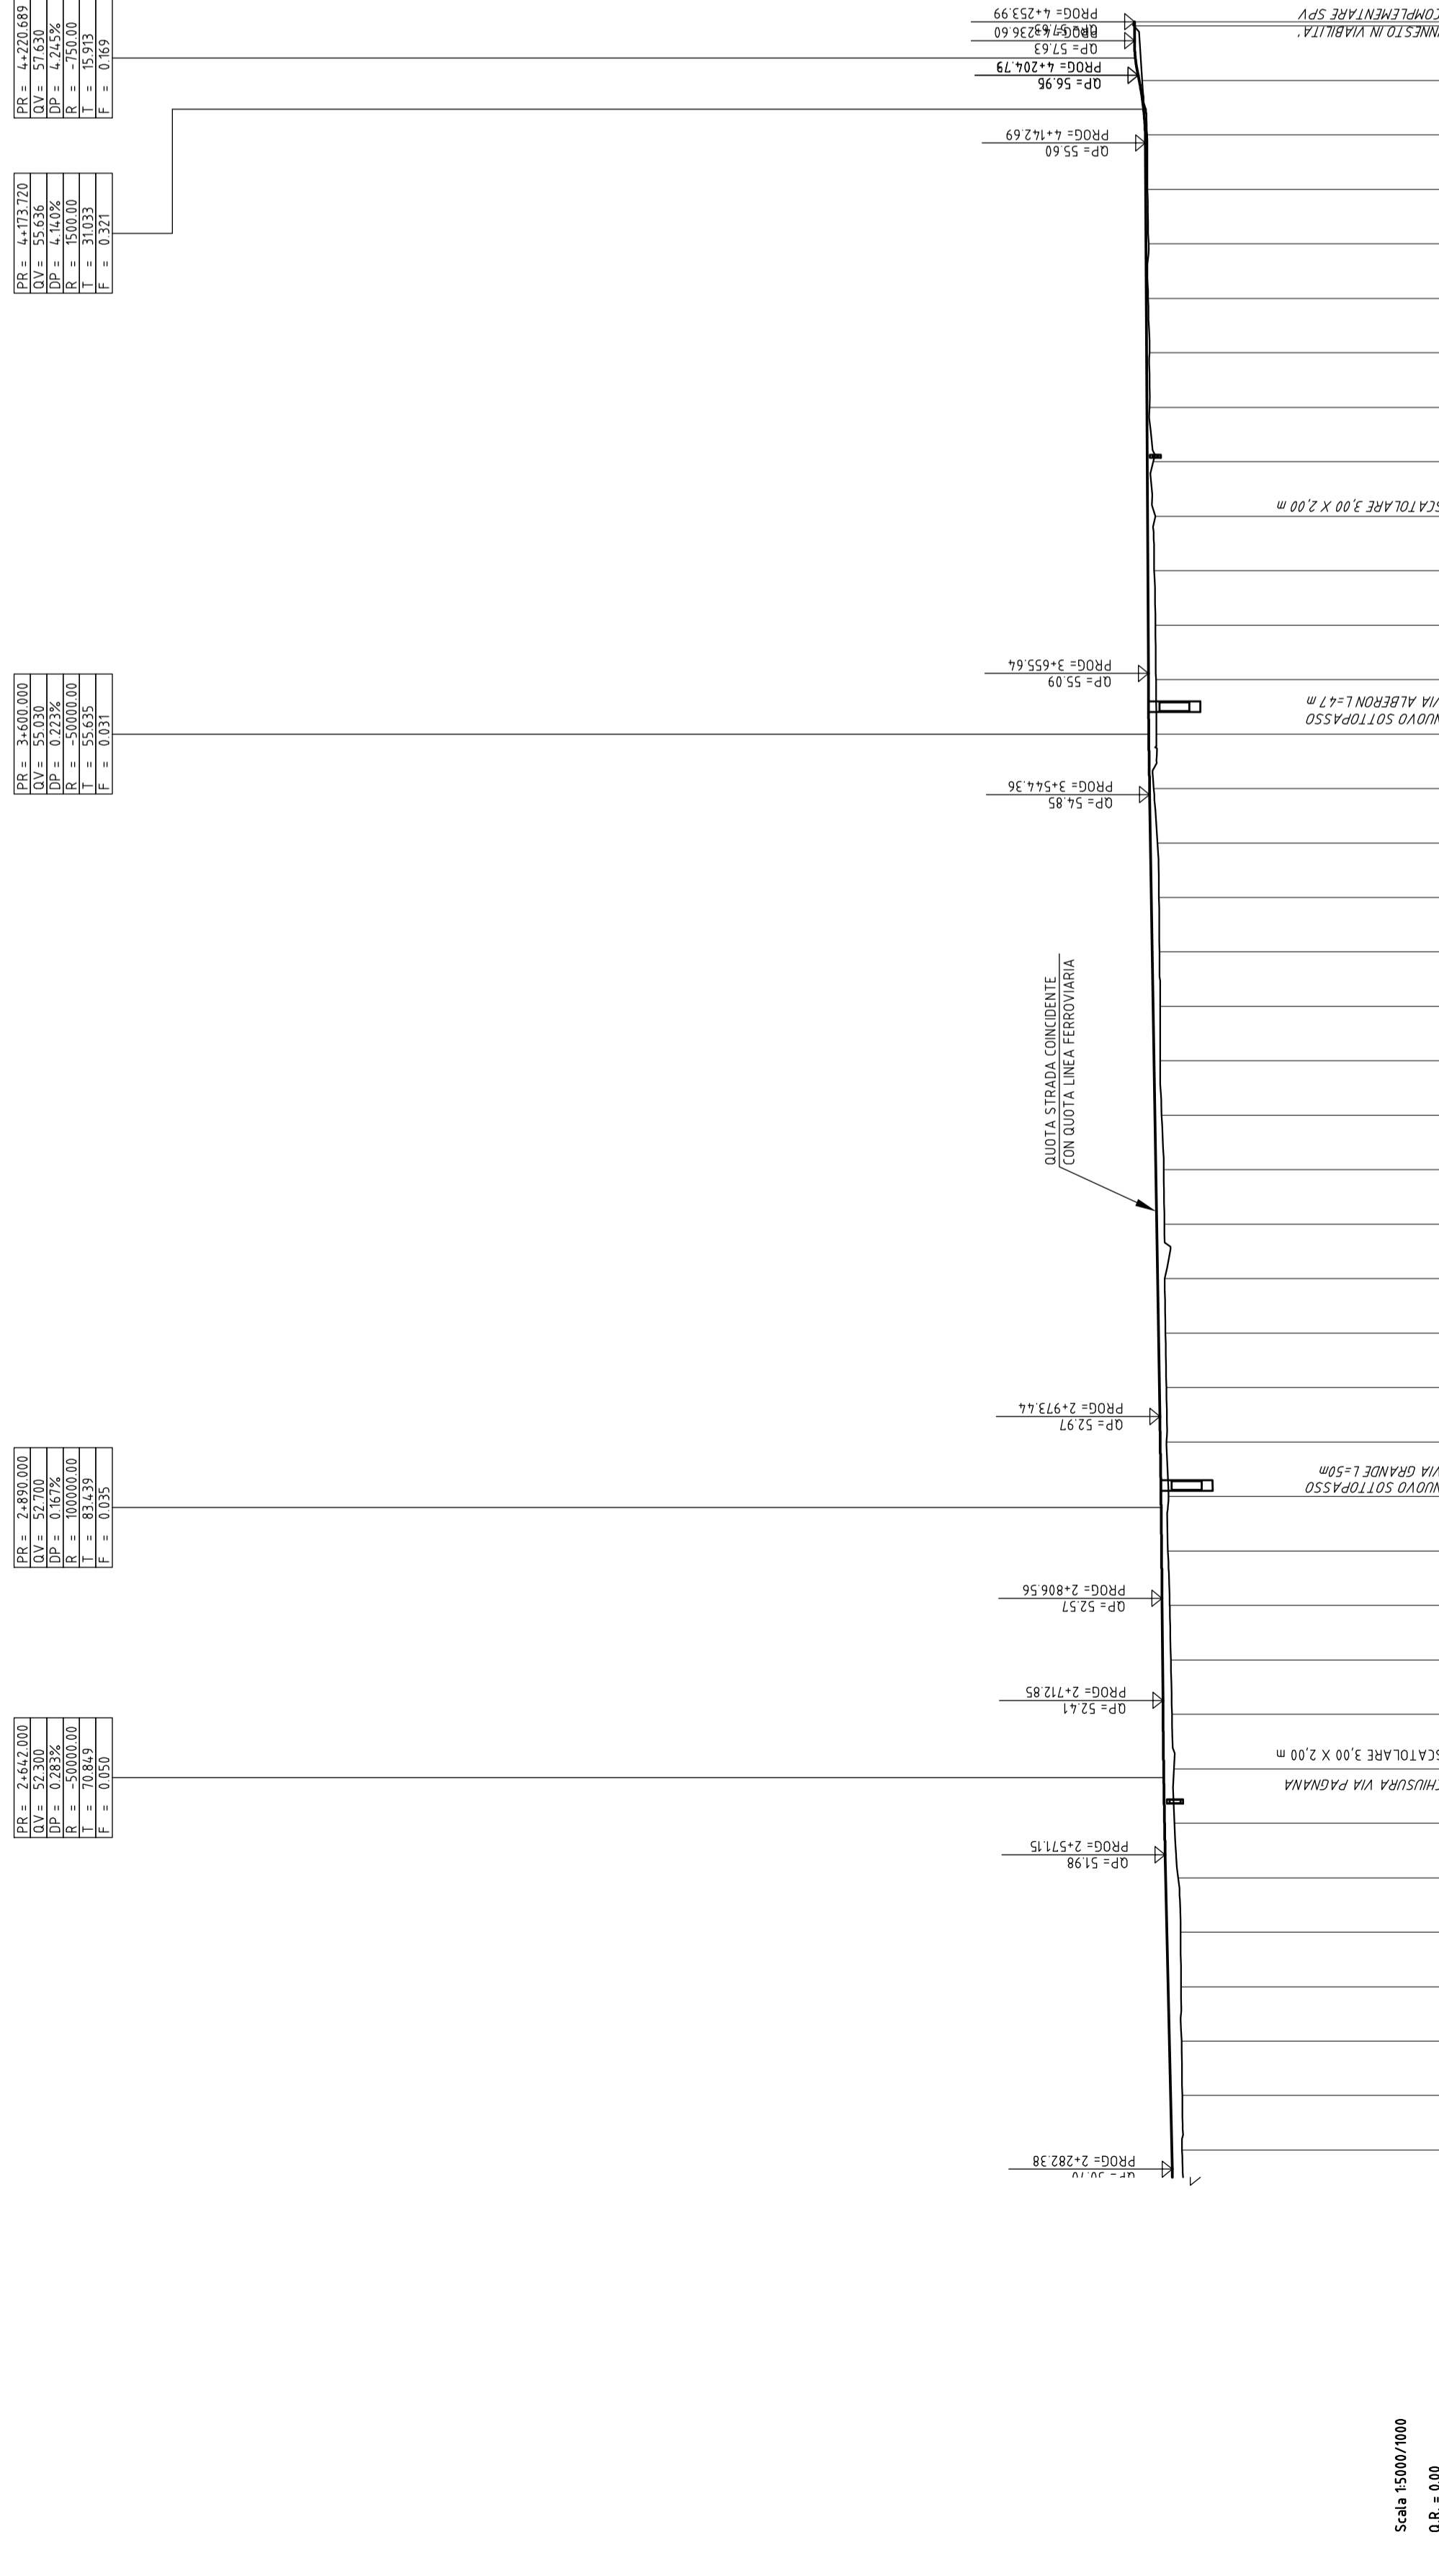 PR = 2+642.000
QV = 52.300
DP = 0.283%
R = -50000.00
T = 70.849
F = 0.050
PR = 2+890.000
QV = 52.700
DP = 0.167%
R = 100000.00
T = 83.439
F = 0.035
PR = 3+600.000
QV = 55.030
DP = 0.223%
R = -50000.00
T = 55.635
F = 0.031
PR = 4+173.720
QV = 55.636
DP = 4.140%
R = 1500.00
T = 31.033
F = 0.321
PR = 4+220.689
QV = 57.630
DP = 4.245%
R = -750.00
T = 15.913
F = 0.169
PROG= 2+282.38
QP= 51.98
PROG= 2+571.15
QP= 52.41
PROG= 2+712.85
QP= 52.57
PROG= 2+806.56
QP= 52.97
PROG= 2+973.44
QUOTA STRADA COINCIDENTE
CON QUOTA LINEA FERROVIARIA
QP= 54.85
PROG= 3+544.36
QP= 55.09
PROG= 3+655.64
QP= 55.60
PROG= 4+142.69
QP= 56.95
PROG= 4+204.79
QP= 57.63
PROG= 4+236.60
QP= 57.63
PROG= 4+253.99
HIUSURA VIA PAGNANA
SCATOLARE 3,00 X 2,00 m
NUOVO SOTTOPASSO
VIA GRANDE L=50m
NUOVO SOTTOPASSO
VIA ALBERON L=47 m
SCATOLARE 3,00 X 2,00 m
NNESTO IN VIABILITA'
COMPLEMENTARE SPV
Scala 1:5000/1000
Q.R. = 0.00